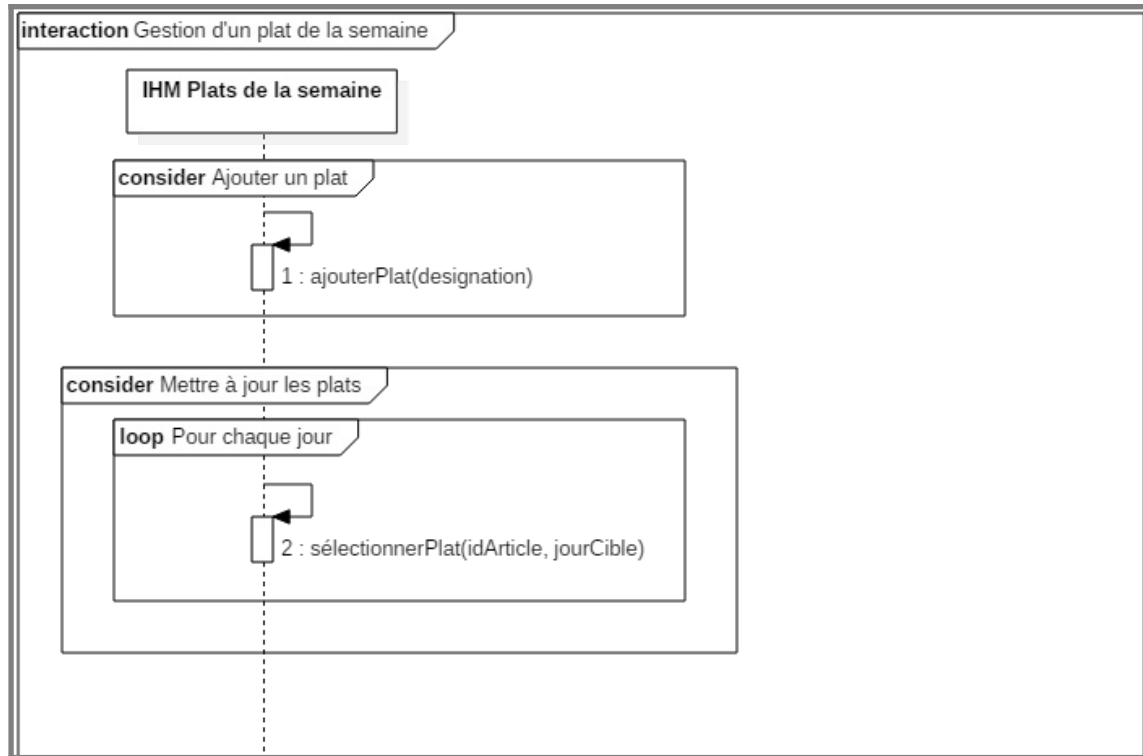 interaction Gestion d'un plat de la semaine
IHM Plats de la semaine
consider Ajouter un plat
1 : ajouterPlat(designation)
consider Mettre à jour les plats
loop Pour chaque jour
2 : sélectionnerPlat(idArticle, jourCible)